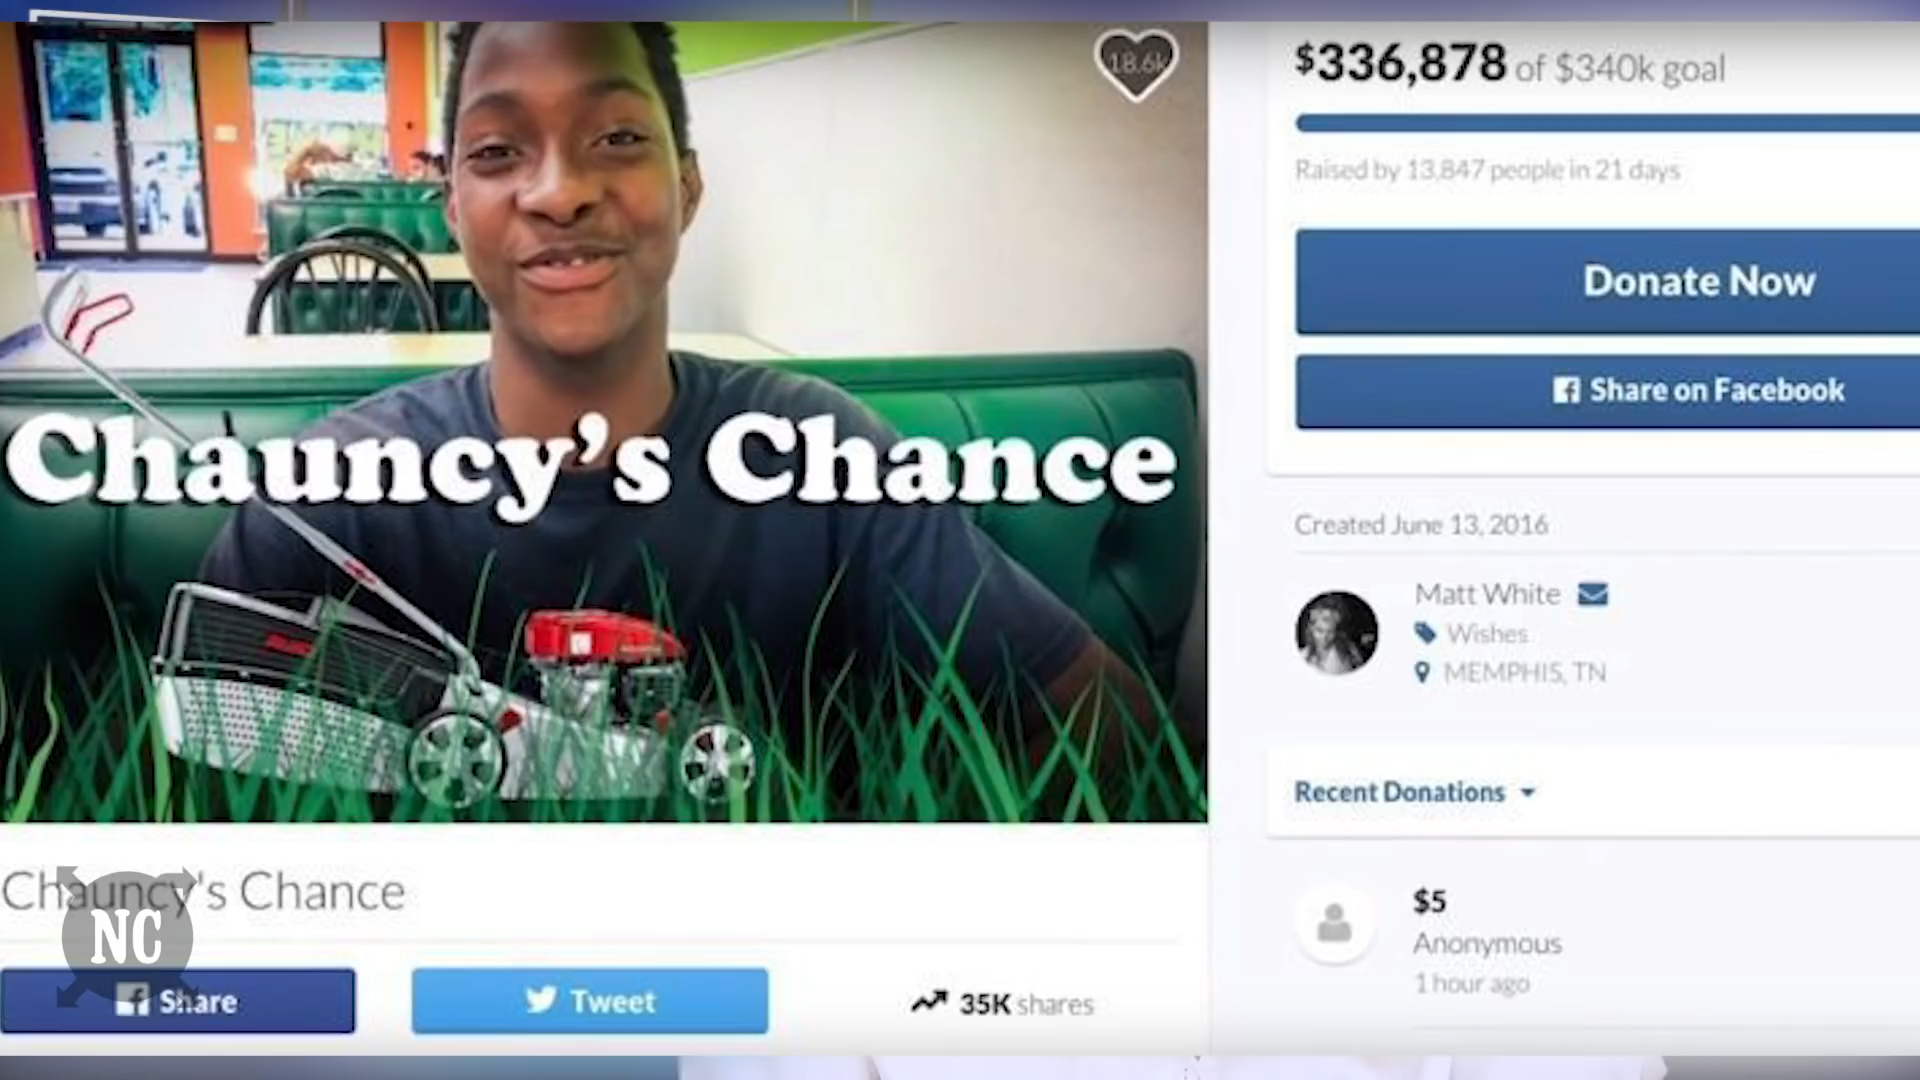 18.6k
Chauncy's Chance
Chauncy's Chance
NC
Share
Tweet
35K shares
$336,878 of $340k goal
Raised by 13,847 people in 21 days
Donate Now
Share on Facebook
Created June 13, 2016
Matt White
Wishes
MEMPHIS, TN
Recent Donations
$5
Anonymous
1 hour ago